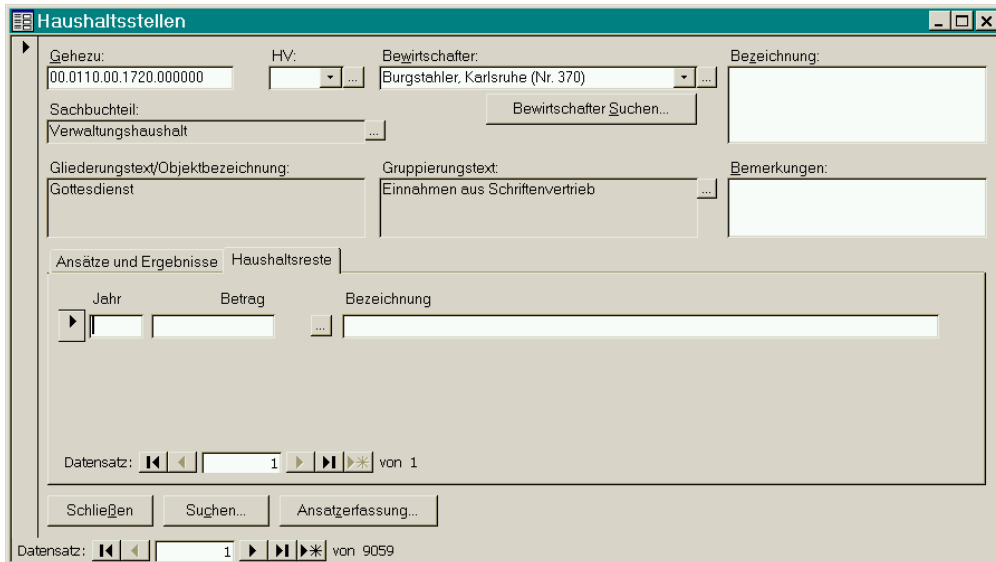 Haushaltsstellen
Gehezu: HV: Bewirtschafter: Bezeichnung:
00.0110.00.1720.000000 ... Burgstahler, Karlsruhe (Nr. 370) ...
Sachbuchteil: Bewirtschafter Suchen...
Verwaltungshaushalt ...
Gliederungstext/Objektbezeichnung: Gruppierungstext: Bemerkungen:
Gottesdienst Einnahmen aus Schriftenvertrieb ...
Ansätze und Ergebnisse Haushaltsreste
Jahr Betrag Bezeichnung
...
Datensatz: 1 von 1
Schließen Suchen... Ansatzerfassung...
Datensatz: 1 von 9059